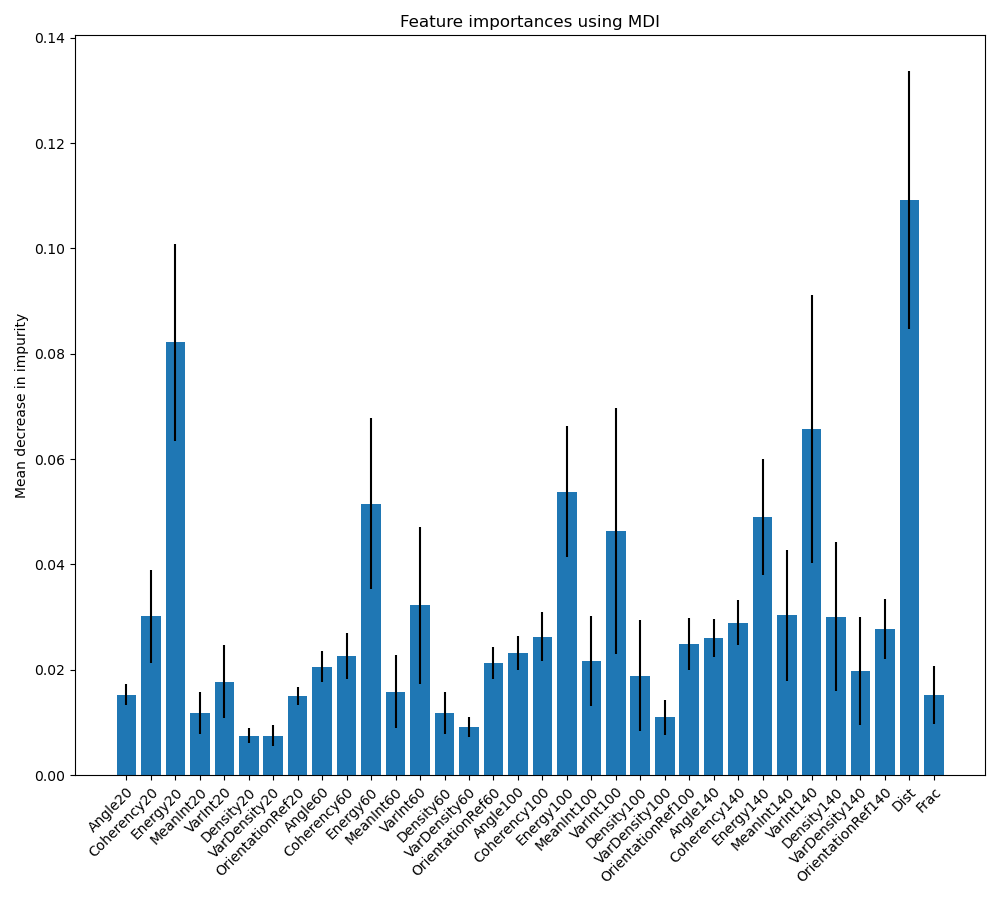 Feature importances using MDI
Mean decrease in impurity
0.14
0.12
0.10
0.08
0.06
0.04
0.02
0.00
Angle20
Coherency20
Energy20
MeanInt20
VarInt20
Density20
VarDensity20
OrientationRef20
Angle60
Coherency60
Energy60
MeanInt60
VarInt60
Density60
VarDensity60
OrientationRef60
Angle100
Coherency100
Energy100
MeanInt100
VarInt100
Density100
VarDensity100
OrientationRef100
Angle140
Coherency140
Energy140
MeanInt140
VarInt140
Density140
VarDensity140
OrientationRef140
Dist
Frac